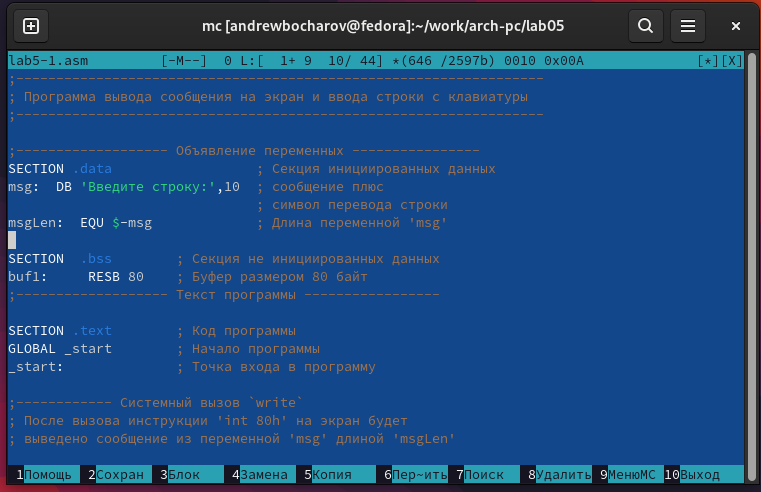 mc [andrewbocharov@fedora]:~/work/arch-pc/lab05
lab5-1.asm [-M--] 0 L:[ 1+ 9 10/ 44] *(646 /2597b) 0010 0x00A [*][X]
;------------------------------------------------------------------
; Программа вывода сообщения на экран и ввода строки с клавиатуры
;------------------------------------------------------------------
;------------------- Объявление переменных ----------------
SECTION .data ; Секция инициированных данных
msg: DB 'Введите строку:',10 ; сообщение плюс
; символ перевода строки
msgLen: EQU $-msg ; Длина переменной 'msg'
SECTION .bss ; Секция не инициированных данных
buf1: RESB 80 ; Буфер размером 80 байт
;------------------- Текст программы -----------------
SECTION .text ; Код программы
GLOBAL _start ; Начало программы
_start: ; Точка входа в программу
;------------ Системный вызов `write`
; После вызова инструкции 'int 80h' на экран будет
; выведено сообщение из переменной 'msg' длиной 'msgLen'
1Помощь 2Сохран 3Блок 4Замена 5Копия 6Пер~ить 7Поиск 8Удалить 9МенюMC 10Выход